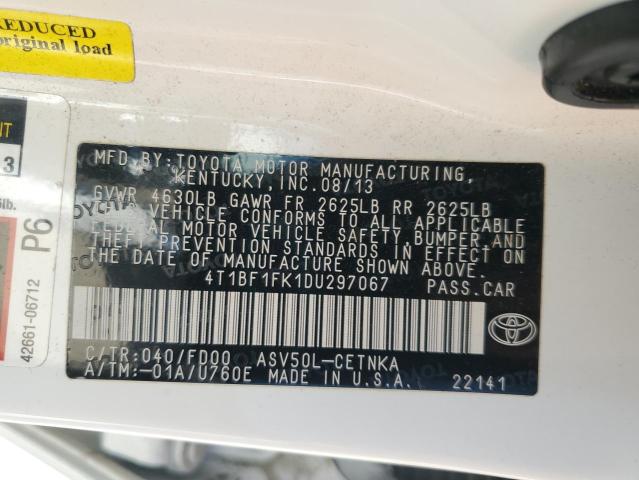 REDUCED
original load
3
lb.
P6
42661-06712
MFD BY:TOYOTA MOTOR MANUFACTURING,
KENTUCKY, INC.08/13
GVWR 4630LB GAWR FR 2625LB RR 2625LB
THIS VEHICLE CONFORMS TO ALL APPLICABLE
FEDERAL MOTOR VEHICLE SAFETY,BUMPER,AND
THEFT PREVENTION STANDARDS IN EFFECT ON
THE DATE OF MANUFACTURE SHOWN ABOVE.
4T1BF1FK1DU297067 PASS.CAR
TOYOTA
C/TR:040/FD00 ASV50L-CETNKA
A/TM:-01A/U760E MADE IN U.S.A. 22141